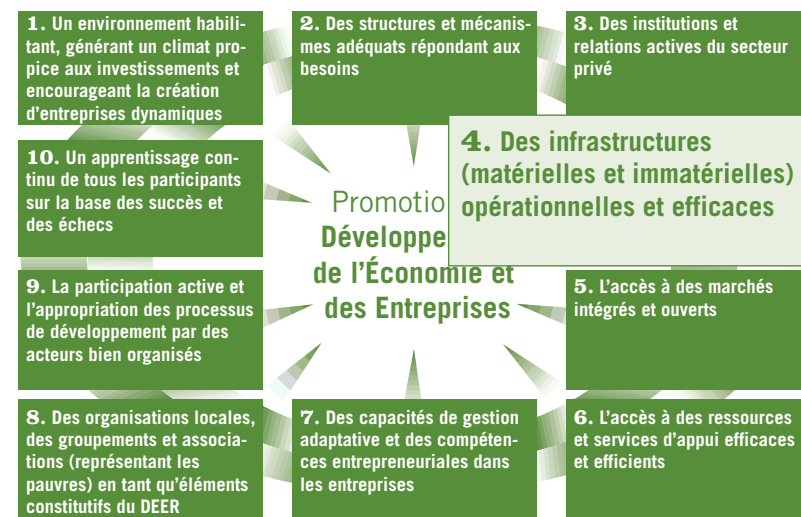 1. Un environnement habili-
tant, générant un climat pro-
pice aux investissements et
encourageant la création
d'entreprises dynamiques
2. Des structures et mécanis-
mes adéquats répondant aux
besoins
3. Des institutions et
relations actives du secteur
privé
4. Des infrastructures
(matérielles et immatérielles)
opérationnelles et efficaces
10. Un apprentissage con-
tinu de tous les participants
sur la base des succès et
des échecs
Promotio
Développe
de l'Économie et
des Entreprises
9. La participation active et
l'appropriation des processus
de développement par des
acteurs bien organisés
5. L'accès à des marchés
intégrés et ouverts
8. Des organisations locales,
des groupements et associa-
tions (représentant les
pauvres) en tant qu'éléments
constitutifs du DEER
7. Des capacités de gestion
adaptative et des compéten-
ces entrepreneuriales dans
les entreprises
6. L'accès à des ressources
et services d'appui efficaces
et efficients